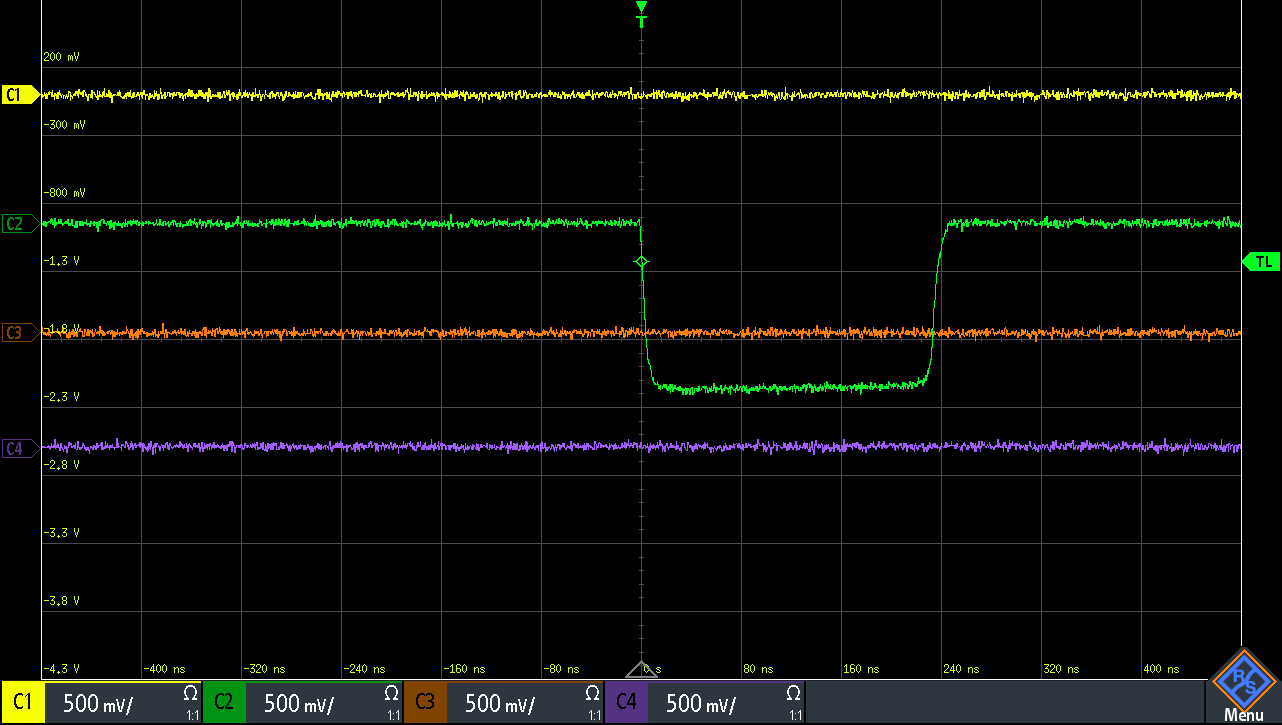 T
200 mV
C1
-300 mV
-800 mV
C2
-1.3 V
TL
-1.8 V
C3
-2.3 V
C4
-2.8 V
-3.3 V
-3.8 V
-4.3 V -400 ns -320 ns -240 ns -160 ns -80 ns 0 s 80 ns 160 ns 240 ns 320 ns 400 ns
C1 500 mV/ Ω 1:1 C2 500 mV/ Ω 1:1 C3 500 mV/ Ω 1:1 C4 500 mV/ Ω 1:1
R S
Menu